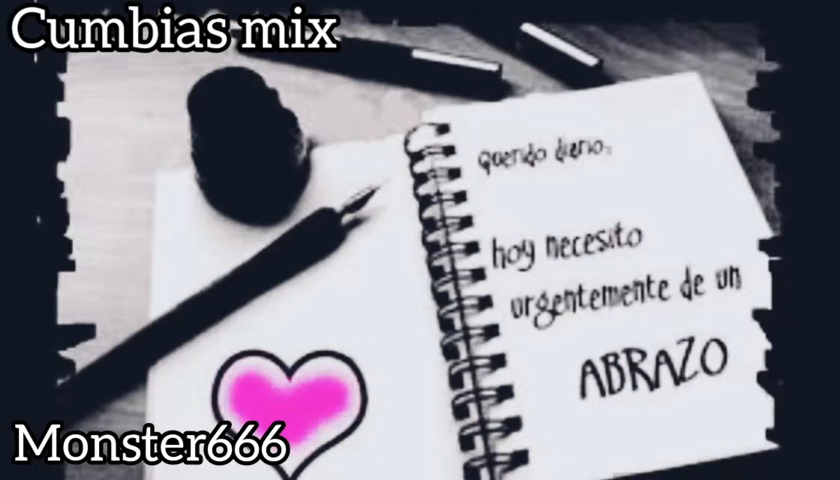 Cumbias mix
querido diario,
hoy necesito
urgentemente de un
ABRAZO
Monster666